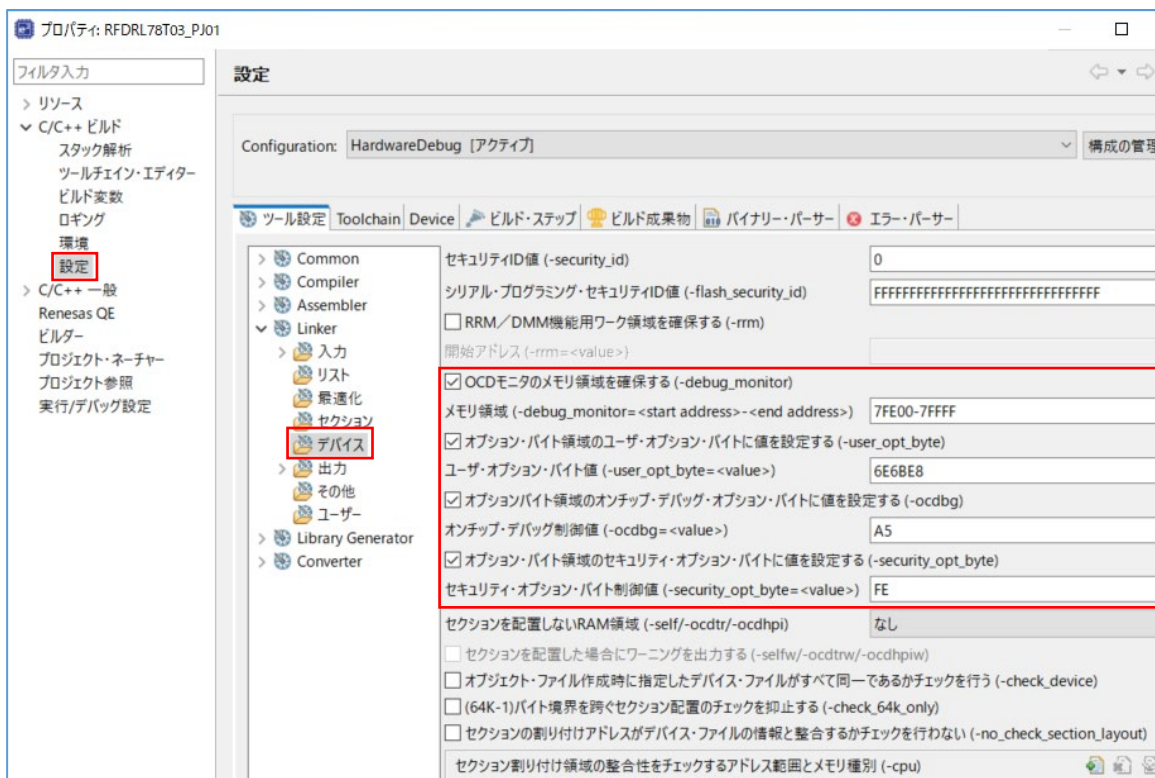 プロパティ: RFDRL78T03_PJ01
フィルタ入力
リソース
C/C++ ビルド
スタック解析
ツールチェイン・エディター
ビルド変数
ロギング
環境
設定
C/C++ 一般
Renesas QE
ビルダー
プロジェクト・ネーチャー
プロジェクト参照
実行/デバッグ設定
設定
Configuration: HardwareDebug [アクティブ] 構成の管理
ツール設定 Toolchain Device ビルド・ステップ ビルド成果物 バイナリー・パーサー エラー・パーサー
Common
Compiler
Assembler
Linker
入力
リスト
最適化
セクション
デバイス
出力
その他
ユーザー
Library Generator
Converter
セキュリティID値 (-security_id) 0
シリアル・プログラミング・セキュリティID値 (-flash_security_id) FFFFFFFFFFFFFFFFFFFFFFFFFFFFFFFF
RRM/DMM機能用ワーク領域を確保する (-rrm)
開始アドレス (-rrm=<value>)
OCDモニタのメモリ領域を確保する (-debug_monitor)
メモリ領域 (-debug_monitor=<start address>-<end address>) 7FE00-7FFFF
オプション・バイト領域のユーザ・オプション・バイトに値を設定する (-user_opt_byte)
ユーザ・オプション・バイト値 (-user_opt_byte=<value>) 6E6BE8
オプションバイト領域のオンチップ・デバッグ・オプション・バイトに値を設定する (-ocdbg)
オンチップ・デバッグ制御値 (-ocdbg=<value>) A5
オプション・バイト領域のセキュリティ・オプション・バイトに値を設定する (-security_opt_byte)
セキュリティ・オプション・バイト制御値 (-security_opt_byte=<value>) FE
セクションを配置しないRAM領域 (-self/-ocdtr/-ocdhpi) なし
セクションを配置した場合にワーニングを出力する (-selfw/-ocdtrw/-ocdhpiw)
オブジェクト・ファイル作成時に指定したデバイス・ファイルがすべて同一であるかチェックを行う (-check_device)
(64K-1)バイト境界を跨ぐセクション配置のチェックを抑止する (-check_64k_only)
セクションの割り付けアドレスがデバイス・ファイルの情報と整合するかチェックを行わない (-no_check_section_layout)
セクション割り付け領域の整合性をチェックするアドレス範囲とメモリ種別 (-cpu)